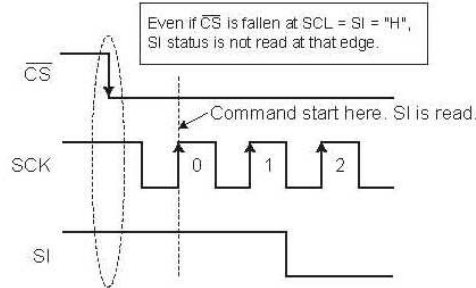 Even if CS is fallen at SCL = SI = "H",
SI status is not read at that edge.
CS
Command start here. SI is read.
SCK
0
1
2
SI